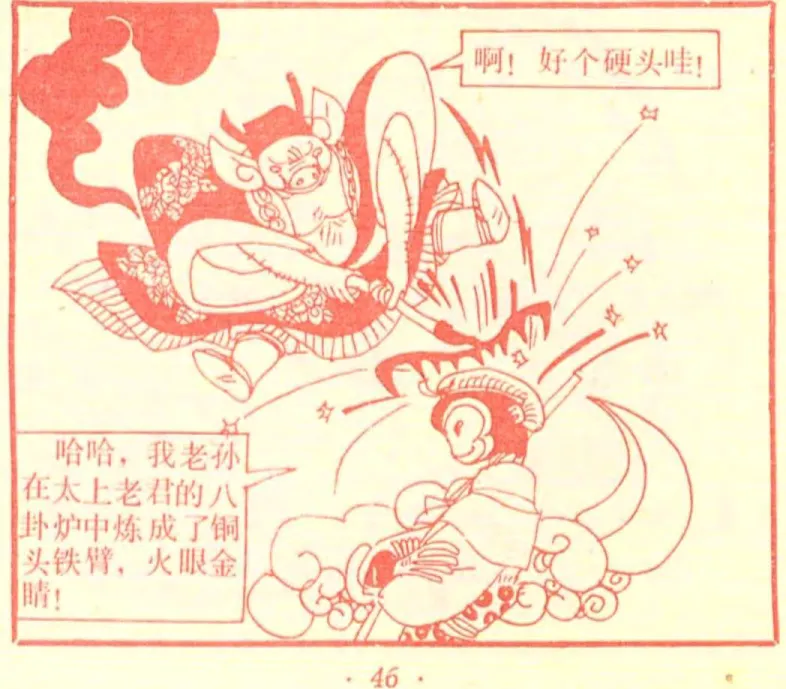 啊！好个硬头哇！
哈哈，我老孙
在太上老君的八
卦炉中炼成了铜
头铁臂，火眼金
睛！
· 46 ·